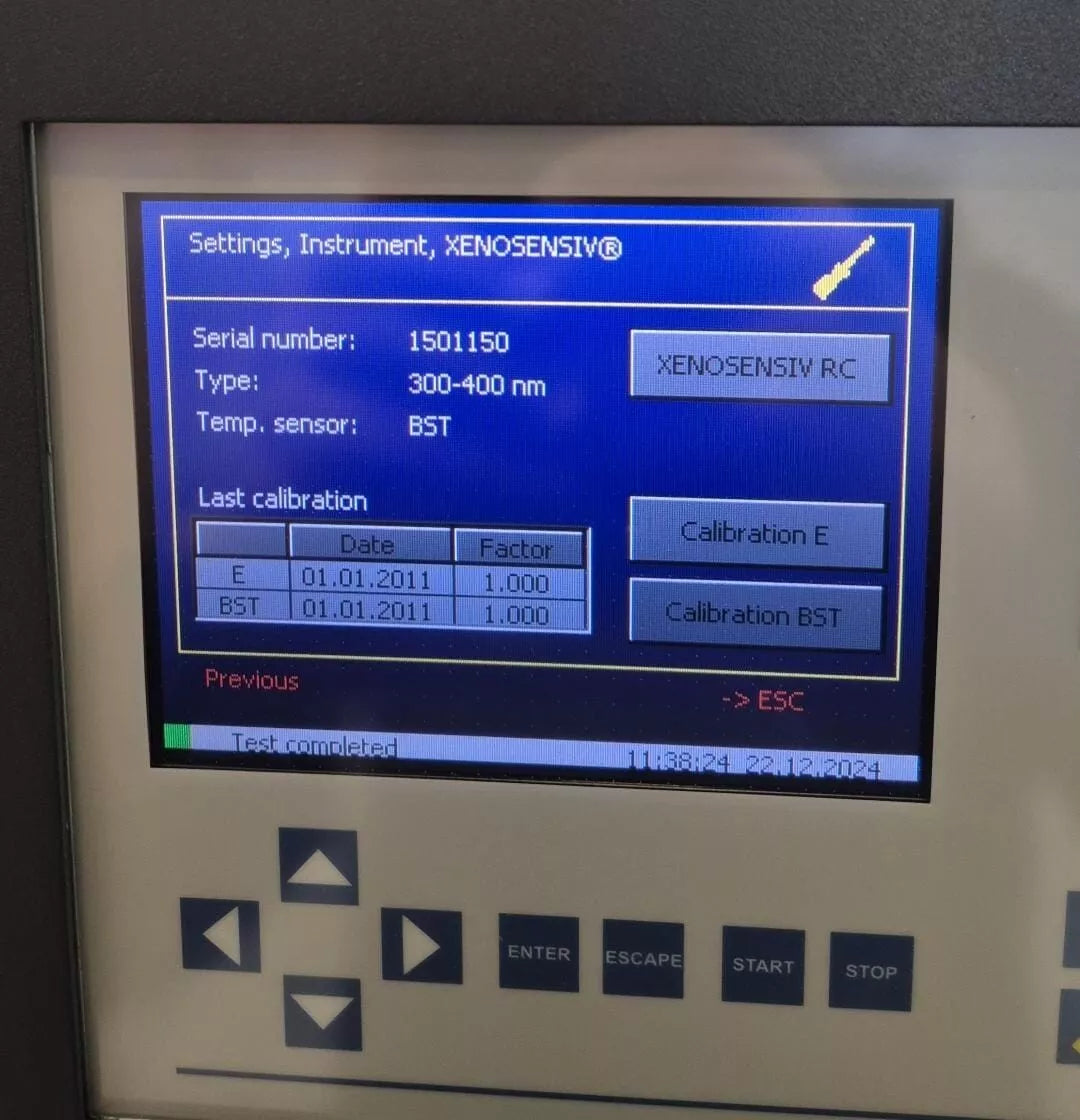 Settings, Instrument, XENOSENSIV®
Serial number: 1501150
XENOSENSIV RC
Type: 300-400 nm
Temp. sensor: BST
Last calibration
Calibration E
Date Factor
E 01.01.2011 1.000
BST 01.01.2011 1.000
Calibration BST
Previous
-> ESC
Test completed 11:38:24 22.12.2024
ENTER ESCAPE START STOP